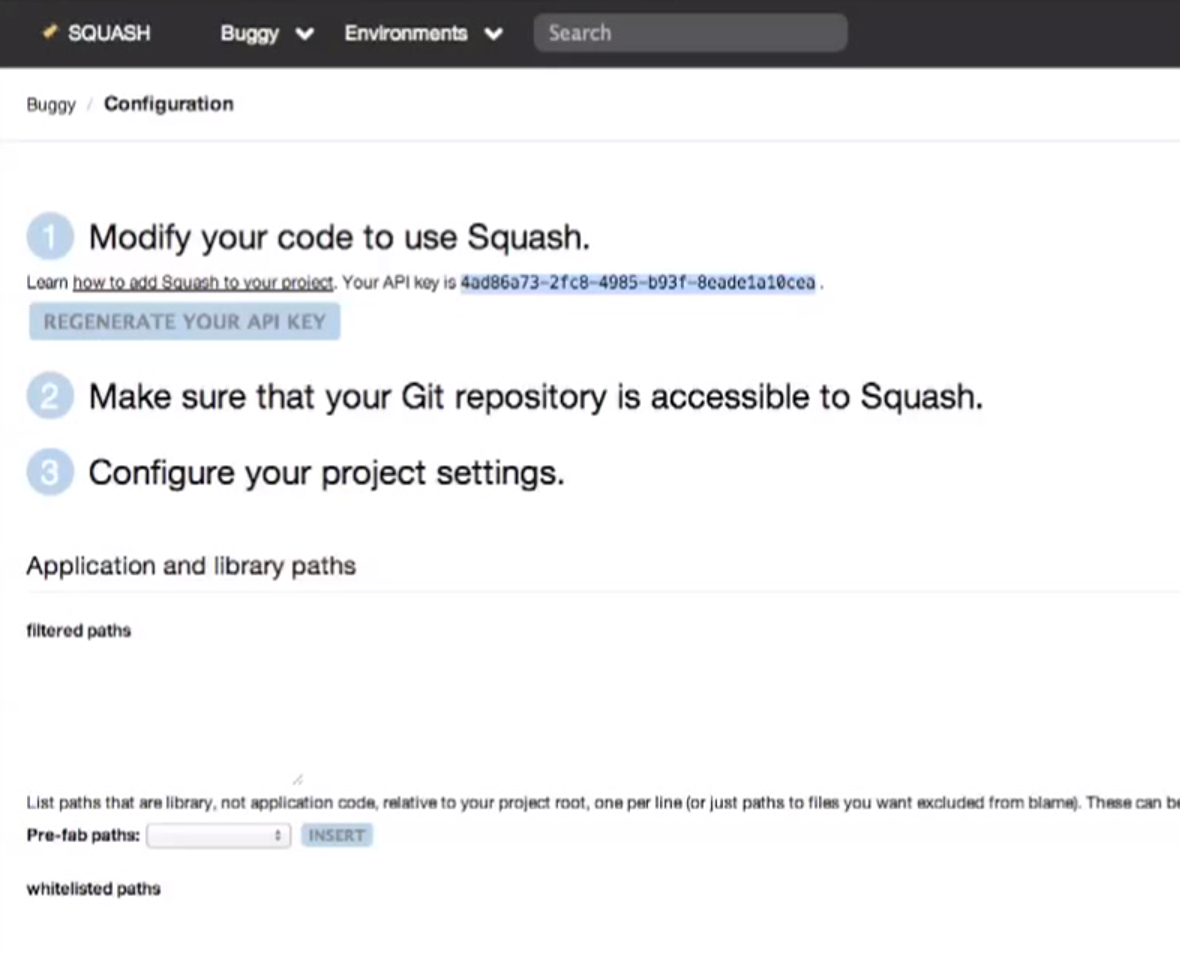 SQUASH Buggy Environments Search
Buggy / Configuration
1 Modify your code to use Squash.
Learn how to add Squash to your project. Your API key is 4ad86a73-2fc8-4985-b93f-8eade1a10cea .
REGENERATE YOUR API KEY
2 Make sure that your Git repository is accessible to Squash.
3 Configure your project settings.
Application and library paths
filtered paths
List paths that are library, not application code, relative to your project root, one per line (or just paths to files you want excluded from blame). These can be
Pre-fab paths: INSERT
whitelisted paths